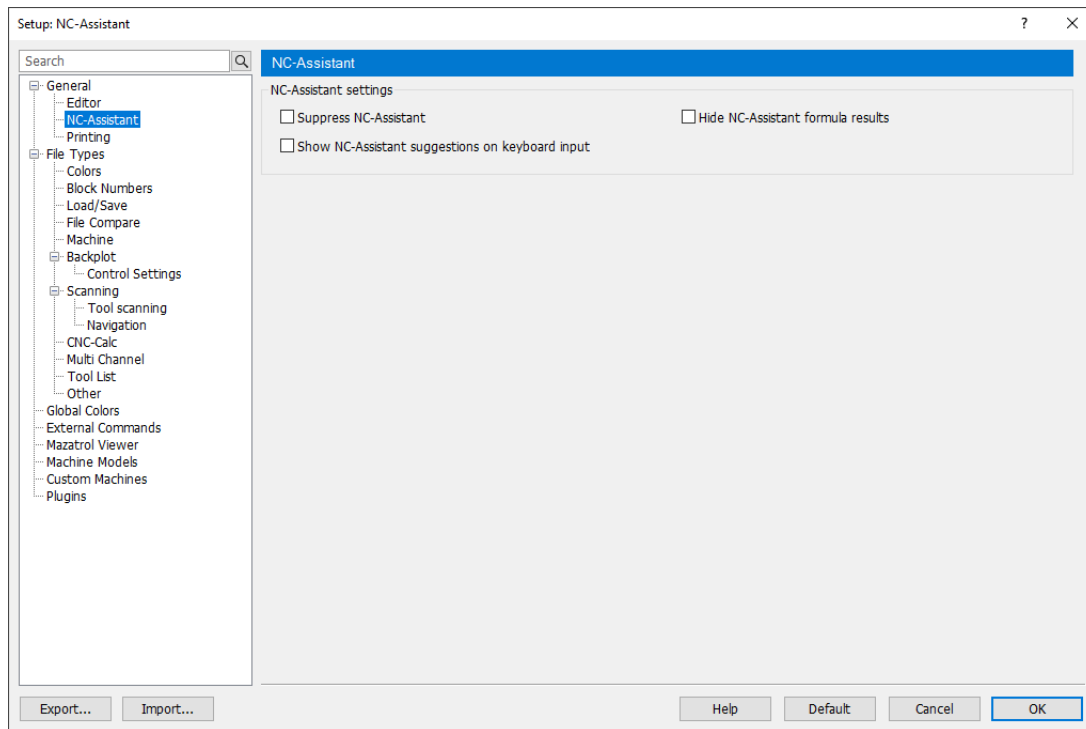 Setup: NC-Assistant
?
Search
General
Editor
NC-Assistant
Printing
File Types
Colors
Block Numbers
Load/Save
File Compare
Machine
Backplot
Control Settings
Scanning
Tool scanning
Navigation
CNC-Calc
Multi Channel
Tool List
Other
Global Colors
External Commands
Mazatrol Viewer
Machine Models
Custom Machines
Plugins
NC-Assistant
NC-Assistant settings
Suppress NC-Assistant
Hide NC-Assistant formula results
Show NC-Assistant suggestions on keyboard input
Export...
Import...
Help
Default
Cancel
OK